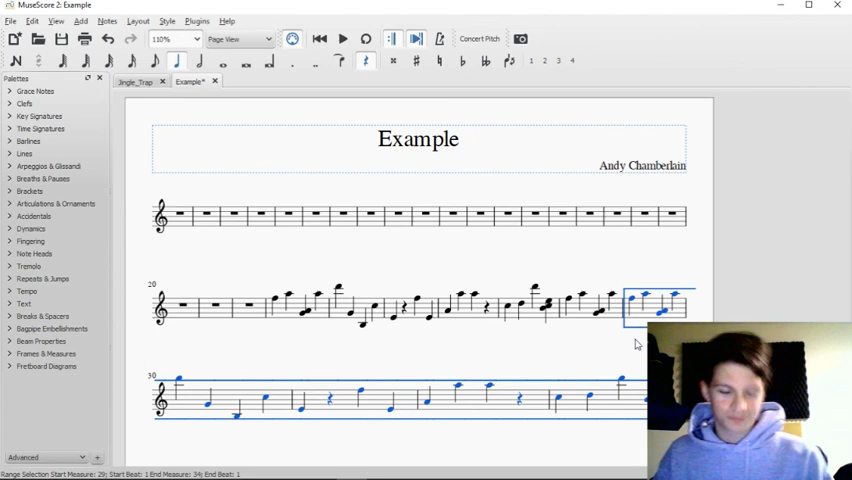 MuseScore 2: Example
File Edit View Add Notes Layout Style Plugins Help
110% Page View Concert Pitch
1 2 3 4
Palettes
Jingle_Trap Example*
Grace Notes
Clefs
Key Signatures
Time Signatures
Barlines
Lines
Arpeggios & Glissandi
Breaths & Pauses
Brackets
Articulations & Ornaments
Accidentals
Dynamics
Fingering
Note Heads
Tremolo
Repeats & Jumps
Tempo
Text
Breaks & Spacers
Bagpipe Embellishments
Beam Properties
Frames & Measures
Fretboard Diagrams
Advanced
Example
Andy Chamberlain
20
30
Range Selection Start Measure: 29; Start Beat: 1 End Measure: 34; End Beat: 1